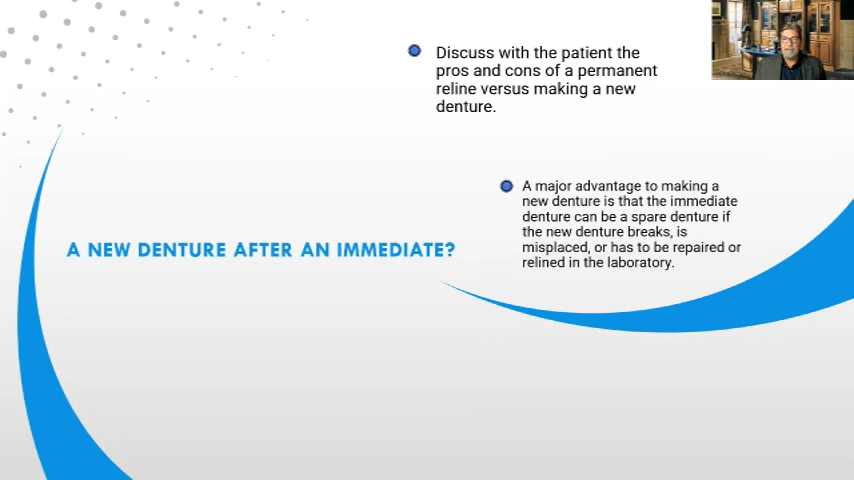 Discuss with the patient the
pros and cons of a permanent
reline versus making a new
denture.
A major advantage to making a
new denture is that the immediate
denture can be a spare denture if
the new denture breaks, is
misplaced, or has to be repaired or
relined in the laboratory.
A NEW DENTURE AFTER AN IMMEDIATE?